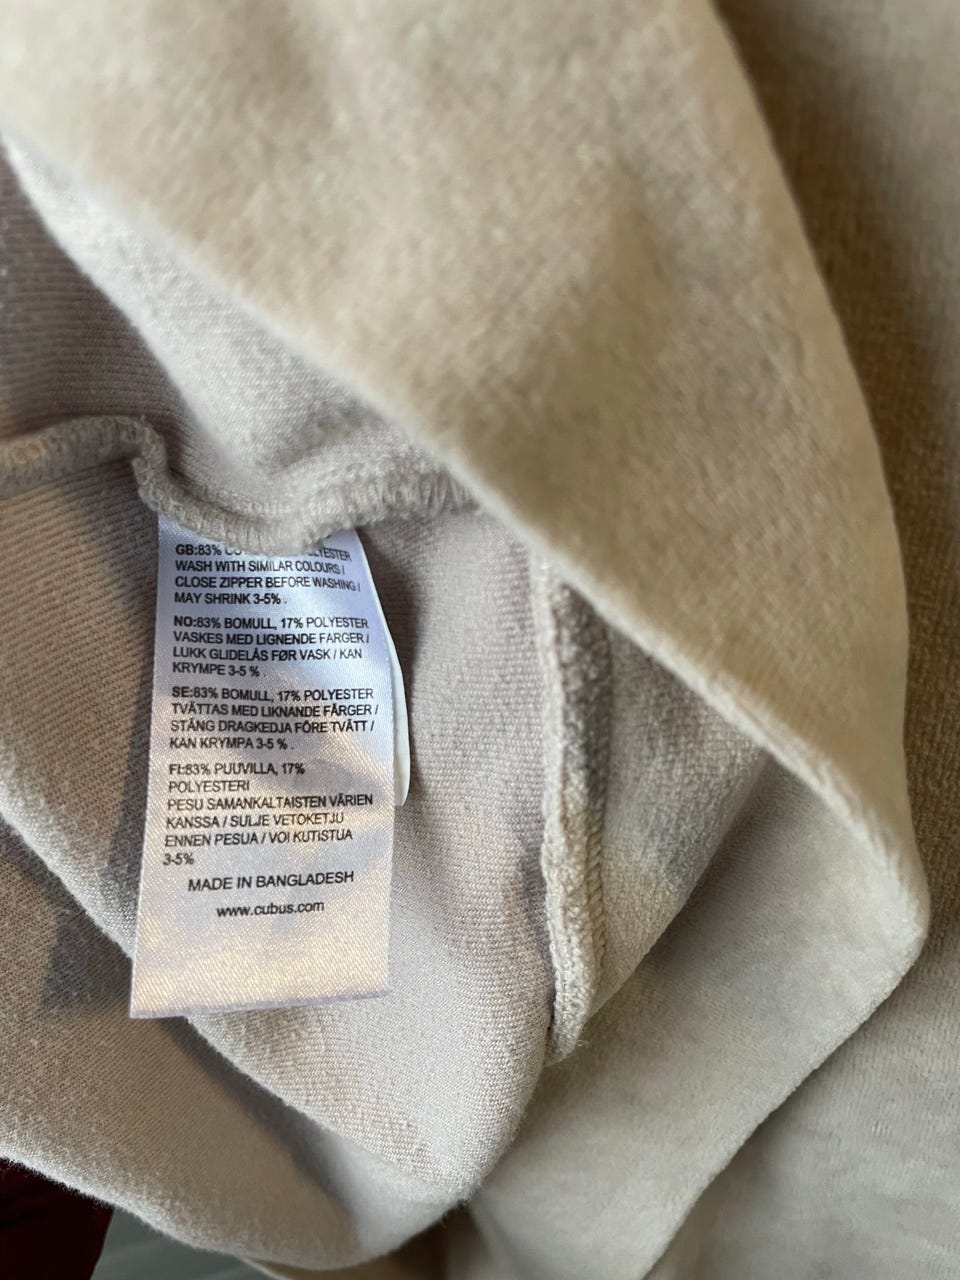 GB:83% POLYESTER
WASH WITH SIMILAR COLOURS /
CLOSE ZIPPER BEFORE WASHING /
MAY SHRINK 3-5% .
NO:83% BOMULL, 17% POLYESTER
VASKES MED LIGNENDE FARGER /
LUKK GLIDELÅS FØR VASK / KAN
KRYMPE 3-5 % .
SE:83% BOMULL, 17% POLYESTER
TVÄTTAS MED LIKNANDE FÄRGER /
STÄNG DRAGKEDJA FÖRE TVÄTT /
KAN KRYMPA 3-5 % .
FI:83% PUUVILLA, 17%
POLYESTERI
PESU SAMANKALTAISTEN VÄRIEN
KANSSA / SULJE VETOKETJU
ENNEN PESUA / VOI KUTISTUA
3-5%
MADE IN BANGLADESH
www.cubus.com